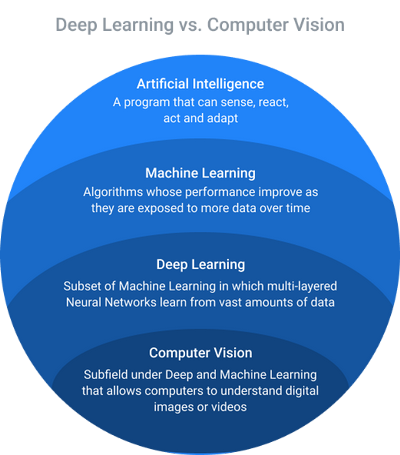 Deep Learning vs. Computer Vision
Artificial Intelligence
A program that can sense, react,
act and adapt
Machine Learning
Algorithms whose performance improve as
they are exposed to more data over time
Deep Learning
Subset of Machine Learning in which multi-layered
Neural Networks learn from vast amounts of data
Computer Vision
Subfield under Deep and Machine Learning
that allows computers to understand digital
images or videos